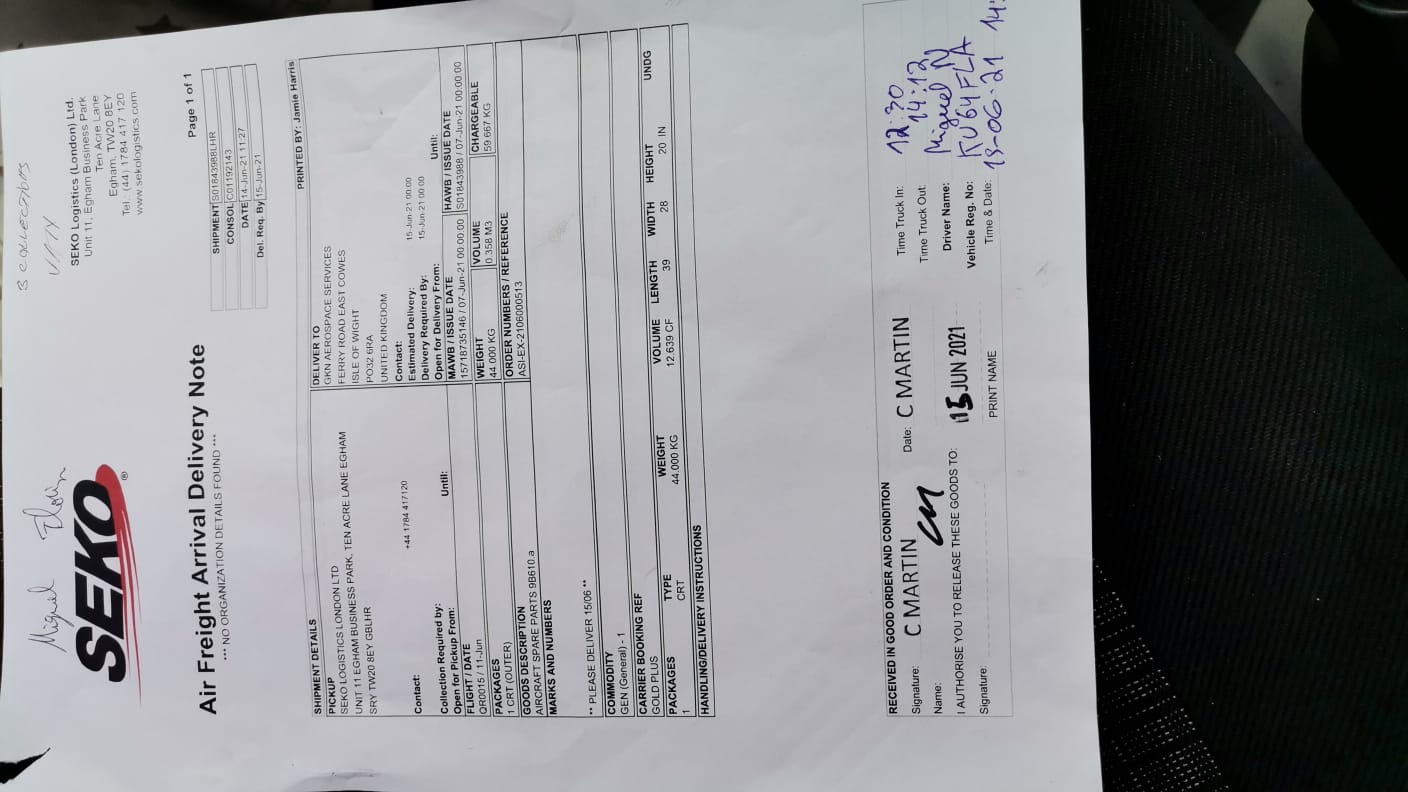 Miguel
SEKO®
SEKO Logistics (London) Ltd.
Unit 11, Egham Business Park
Ten Acre Lane
Egham, TW20 8EY
Tel.: (44) 1784 417 120
www.sekologistics.com
Air Freight Arrival Delivery Note
*** NO ORGANIZATION DETAILS FOUND ***
Page 1 of 1
SHIPMENT S01843988LHR
CONSOL C01192143
DATE 14-Jun-21 11:27
Del. Req. By 15-Jun-21
SHIPMENT DETAILS PRINTED BY: Jamie Harris
PICKUP
SEKO LOGISTICS LONDON LTD
UNIT 11 EGHAM BUSINESS PARK, TEN ACRE LANE EGHAM
SRY TW20 8EY GBLHR
Contact: +44 1784 417120
Collection Required by:
Open for Pickup From: Until:
DELIVER TO
GKN AEROSPACE SERVICES
FERRY ROAD EAST COWES
ISLE OF WIGHT
PO32 6RA
UNITED KINGDOM
Contact:
Estimated Delivery: 15-Jun-21 00:00
Delivery Required By: 15-Jun-21 00:00
Open for Delivery From: Until:
FLIGHT / DATE MAWB / ISSUE DATE HAWB / ISSUE DATE
QR0015 / 11-Jun 15718735146 / 07-Jun-21 00:00:00 S01843988 / 07-Jun-21 00:00:00
PACKAGES WEIGHT VOLUME CHARGEABLE
1 CRT (OUTER) 44.000 KG 0.358 M3 59.667 KG
GOODS DESCRIPTION ORDER NUMBERS / REFERENCE
AIRCRAFT SPARE PARTS 9B610.a ASI-EX-2106000513
MARKS AND NUMBERS
** PLEASE DELIVER 15/06 **
COMMODITY
GEN (General) - 1
CARRIER BOOKING REF
GOLD PLUS
PACKAGES TYPE WEIGHT VOLUME LENGTH WIDTH HEIGHT UNDG
1 CRT 44.000 KG 12.639 CF 39 28 20 IN
HANDLING/DELIVERY INSTRUCTIONS
RECEIVED IN GOOD ORDER AND CONDITION
Signature: C MARTIN Date: C MARTIN Time Truck In: 12:30
Name: CM Time Truck Out: 14:12
I AUTHORISE YOU TO RELEASE THESE GOODS TO: 15 JUN 2021 Driver Name: Miguel N
Vehicle Reg. No: KU64FLA
Signature: PRINT NAME Time & Date: 15-06-21 14: